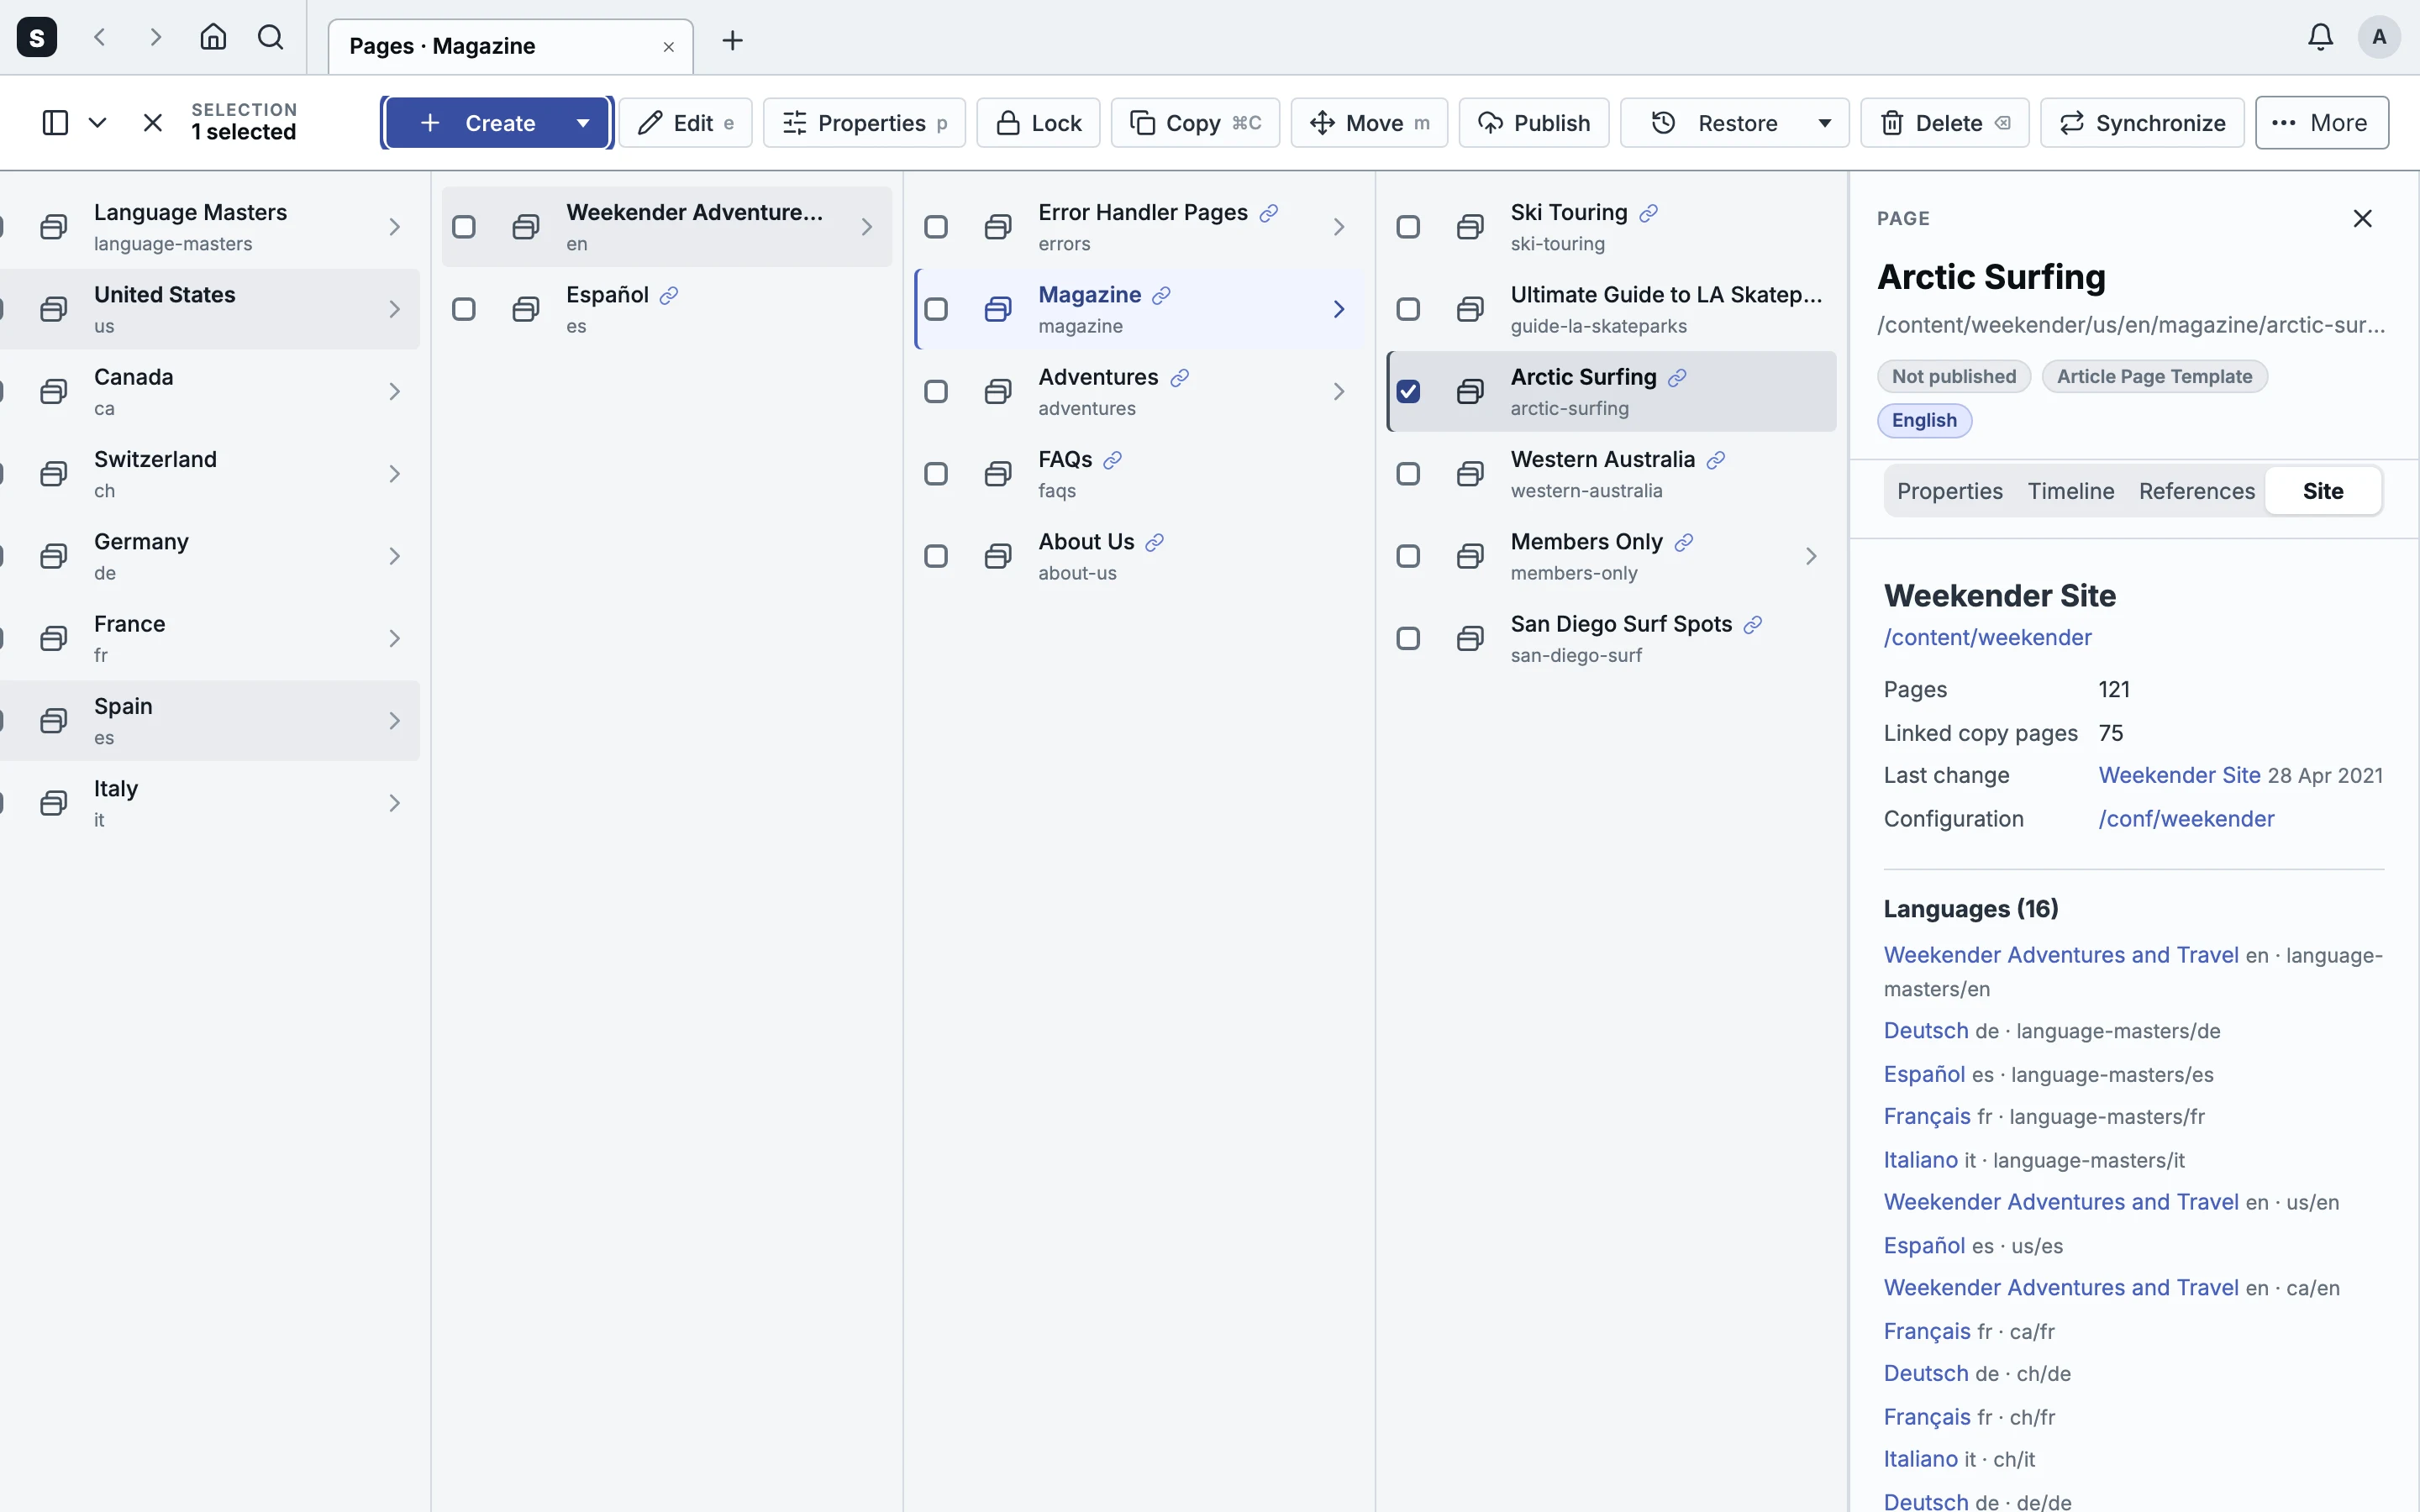 S
Pages · Magazine
A
SELECTION
1 selected
Create
Edit e
Properties p
Lock
Copy ⌘C
Move m
Publish
Restore
Delete
Synchronize
More
Language Masters
language-masters
United States
us
Canada
ca
Switzerland
ch
Germany
de
France
fr
Spain
es
Italy
it
Weekender Adventure...
en
Español
es
Error Handler Pages
errors
Magazine
magazine
Adventures
adventures
FAQs
faqs
About Us
about-us
Ski Touring
ski-touring
Ultimate Guide to LA Skatep...
guide-la-skateparks
Arctic Surfing
arctic-surfing
Western Australia
western-australia
Members Only
members-only
San Diego Surf Spots
san-diego-surf
PAGE
Arctic Surfing
/content/weekender/us/en/magazine/arctic-sur...
Not published
Article Page Template
English
Properties
Timeline
References
Site
Weekender Site
/content/weekender
Pages 121
Linked copy pages 75
Last change Weekender Site 28 Apr 2021
Configuration /conf/weekender
Languages (16)
Weekender Adventures and Travel en · language-
masters/en
Deutsch de · language-masters/de
Español es · language-masters/es
Français fr · language-masters/fr
Italiano it · language-masters/it
Weekender Adventures and Travel en · us/en
Español es · us/es
Weekender Adventures and Travel en · ca/en
Français fr · ca/fr
Deutsch de · ch/de
Français fr · ch/fr
Italiano it · ch/it
Deutsch de · de/de